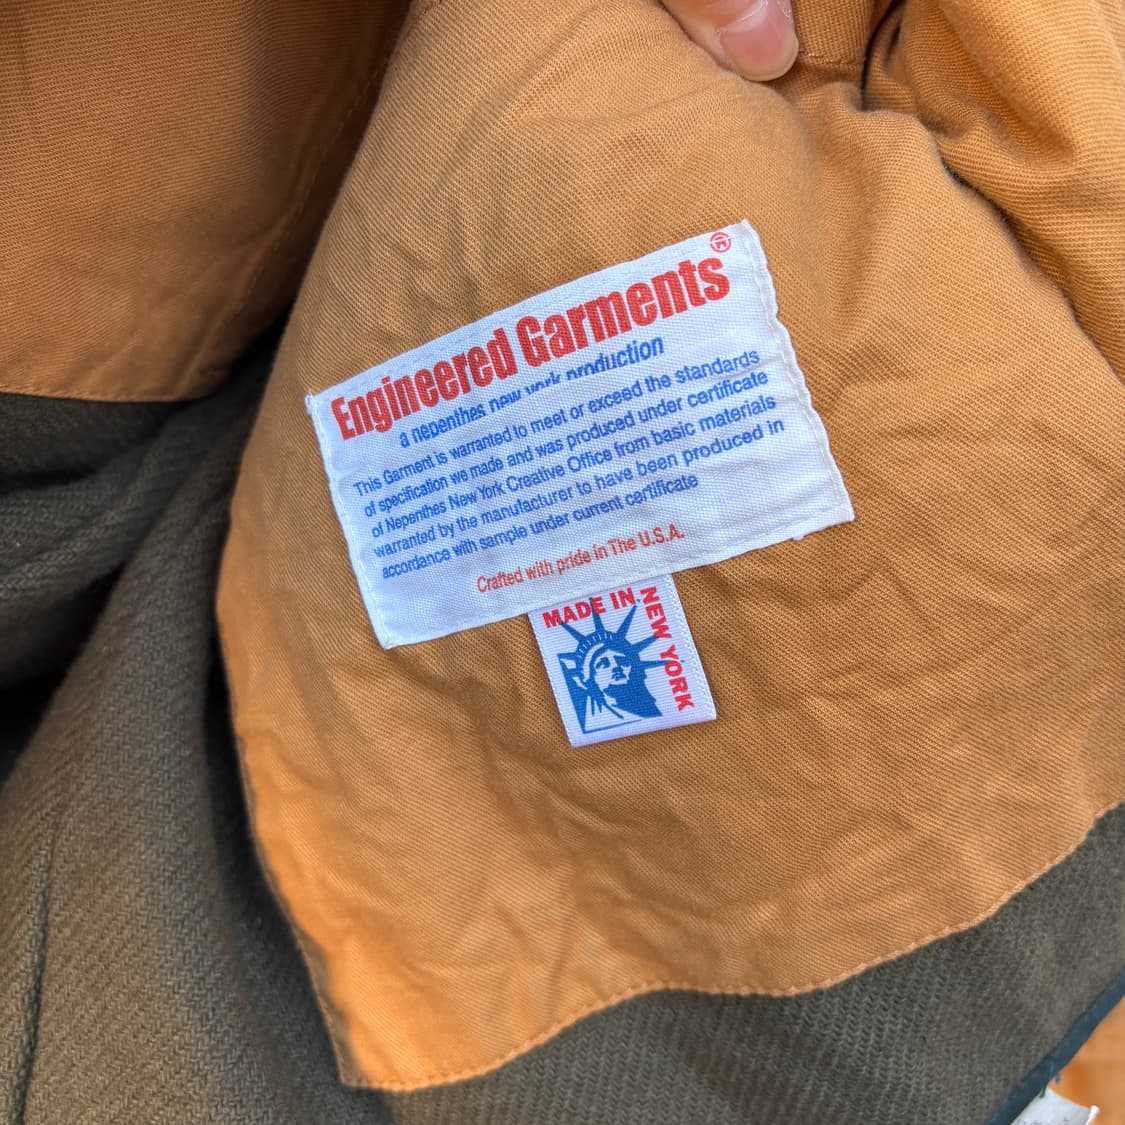 Engineered Garments ®
a nepenthes new york production
This Garment is warranted to meet or exceed the standards
of specification we made and was produced under certificate
of Nepenthes New York Creative Office from basic materials
warranted by the manufacturer to have been produced in
accordance with sample under current certificate
Crafted with pride in The U.S.A.
MADE IN
NEW YORK